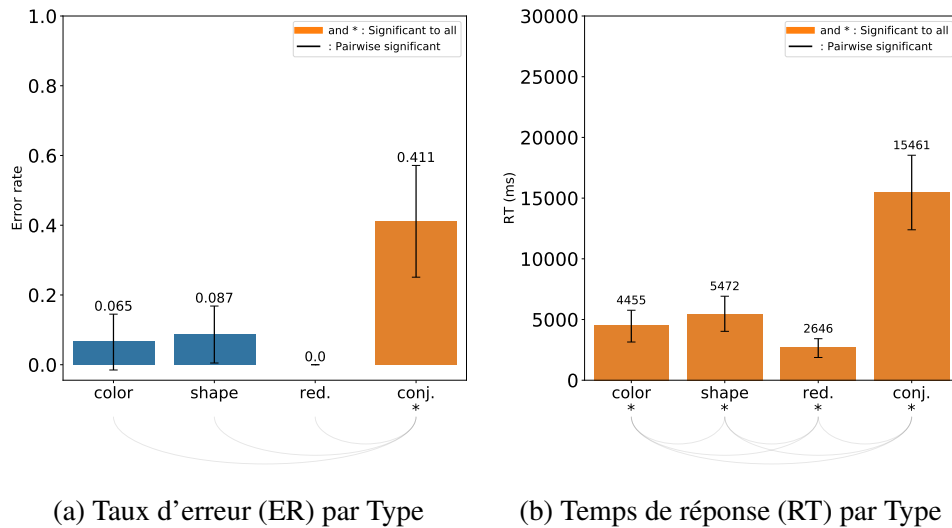 1.0
0.8
0.6
0.4
0.2
0.0
Error rate
and * : Significant to all
: Pairwise significant
0.065
0.087
0.0
0.411
color shape red. conj.
*
(a) Taux d'erreur (ER) par Type
30000
25000
20000
15000
10000
5000
0
RT (ms)
and * : Significant to all
: Pairwise significant
4455
5472
2646
15461
color shape red. conj.
* * * *
(b) Temps de réponse (RT) par Type